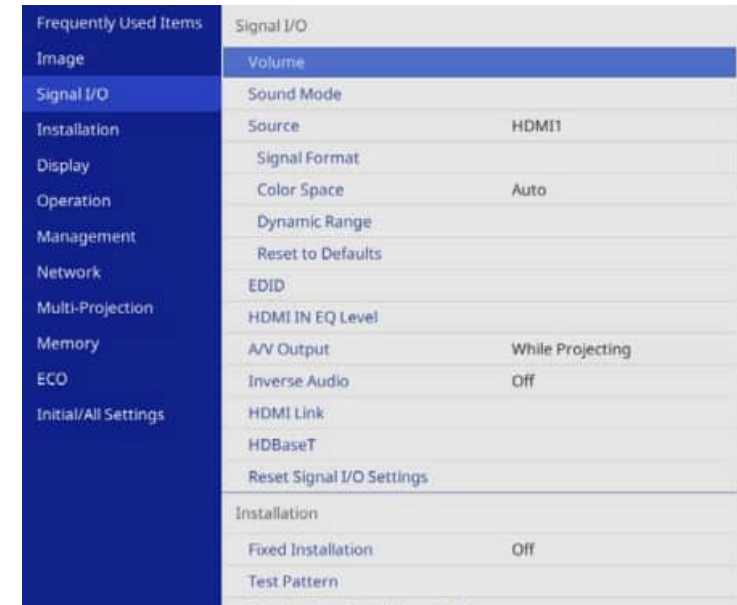 Frequently Used Items
Image
Signal I/O
Installation
Display
Operation
Management
Network
Multi-Projection
Memory
ECO
Initial/All Settings
Signal I/O
Volume
Sound Mode
Source HDMI1
Signal Format
Color Space Auto
Dynamic Range
Reset to Defaults
EDID
HDMI IN EQ Level
A/V Output While Projecting
Inverse Audio Off
HDMI Link
HDBaseT
Reset Signal I/O Settings
Installation
Fixed Installation Off
Test Pattern